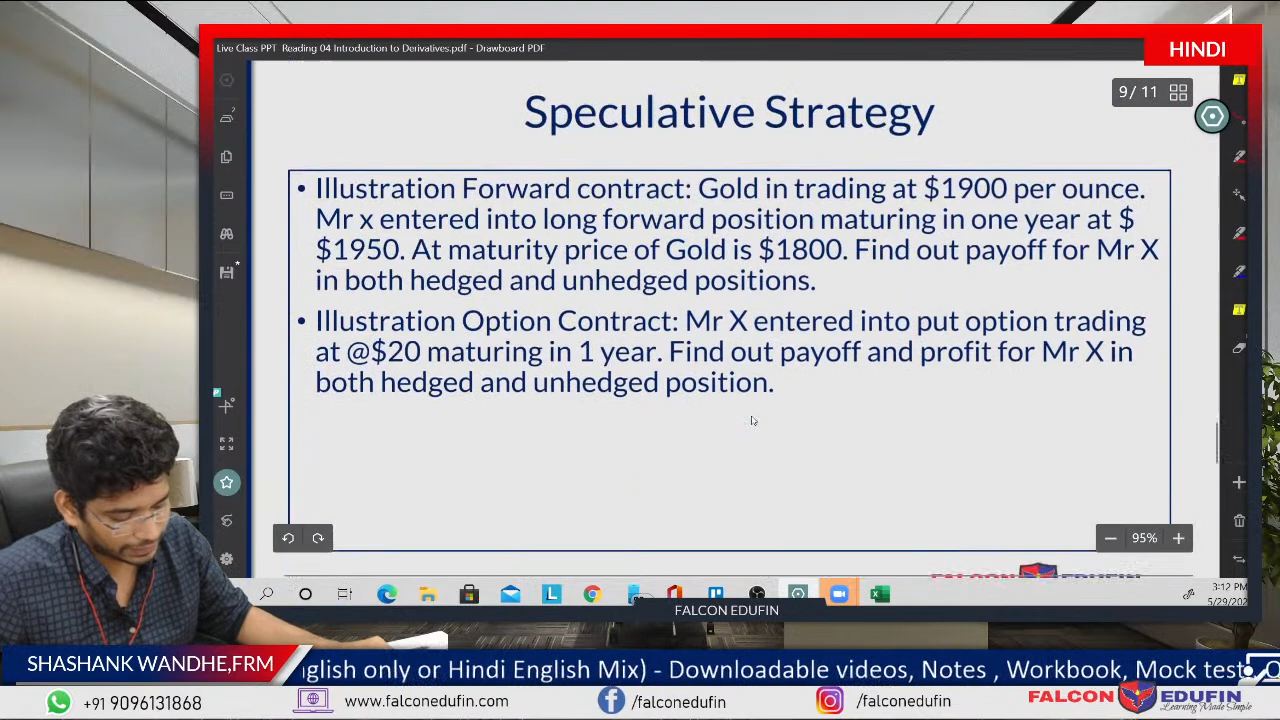 Live Class PPT Reading 04 Introduction to Derivatives.pdf - Drawboard PDF
HINDI
9/ 11
Speculative Strategy
• Illustration Forward contract: Gold in trading at $1900 per ounce.
Mr x entered into long forward position maturing in one year at $
$1950. At maturity price of Gold is $1800. Find out payoff for Mr X
in both hedged and unhedged positions.
• Illustration Option Contract: Mr X entered into put option trading
at @$20 maturing in 1 year. Find out payoff and profit for Mr X in
both hedged and unhedged position.
95%
FALCON EDUFIN
3:12 PM
5/29/202
FALCON EDUFIN
SHASHANK WANDHE,FRM
glish only or Hindi English Mix) - Downloadable videos, Notes , Workbook, Mock test
+91 9096131868
www.falconedufin.com
/falconedufin
/falconedufin
FALCON EDUFIN
Learning Made Simple